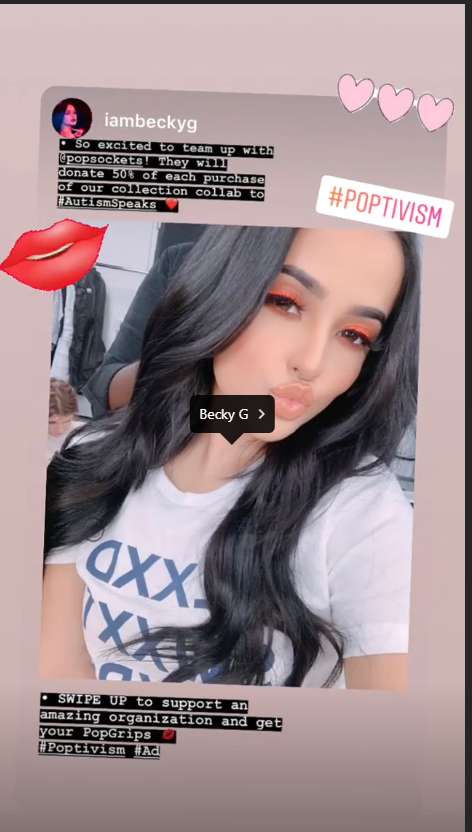 iambeckyg
• So excited to team up with
@popsockets! They will
donate 50% of each purchase
of our collection collab to
#AutismSpeaks ❤️
#POPTIVISM
Becky G >
• SWIPE UP to support an
amazing organization and get
your PopGrips 💋
#Poptivism #Ad